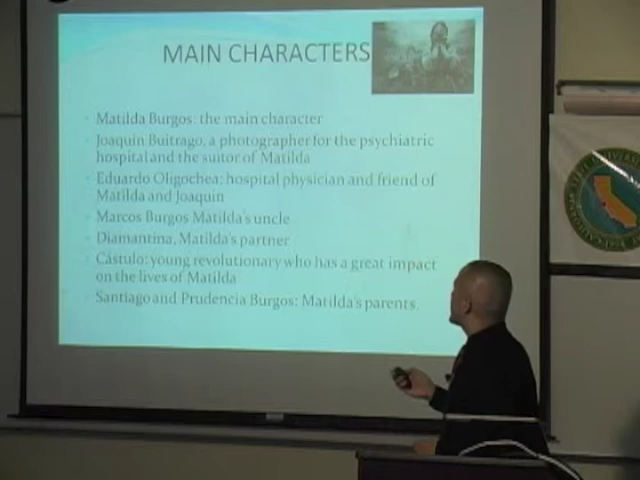 MAIN CHARACTERS
Matilda Burgos: the main character
Joaquin Buitrago, a photographer for the psychiatric
hospital and the suitor of Matilda
Eduardo Oligochea: hospital physician and friend of
Matilda and Joaquin
Marcos Burgos Matilda's uncle
Diamantina, Matilda's partner
Cástulo: young revolutionary who has a great impact
on the lives of Matilda
Santiago and Prudencia Burgos: Matilda's parents.